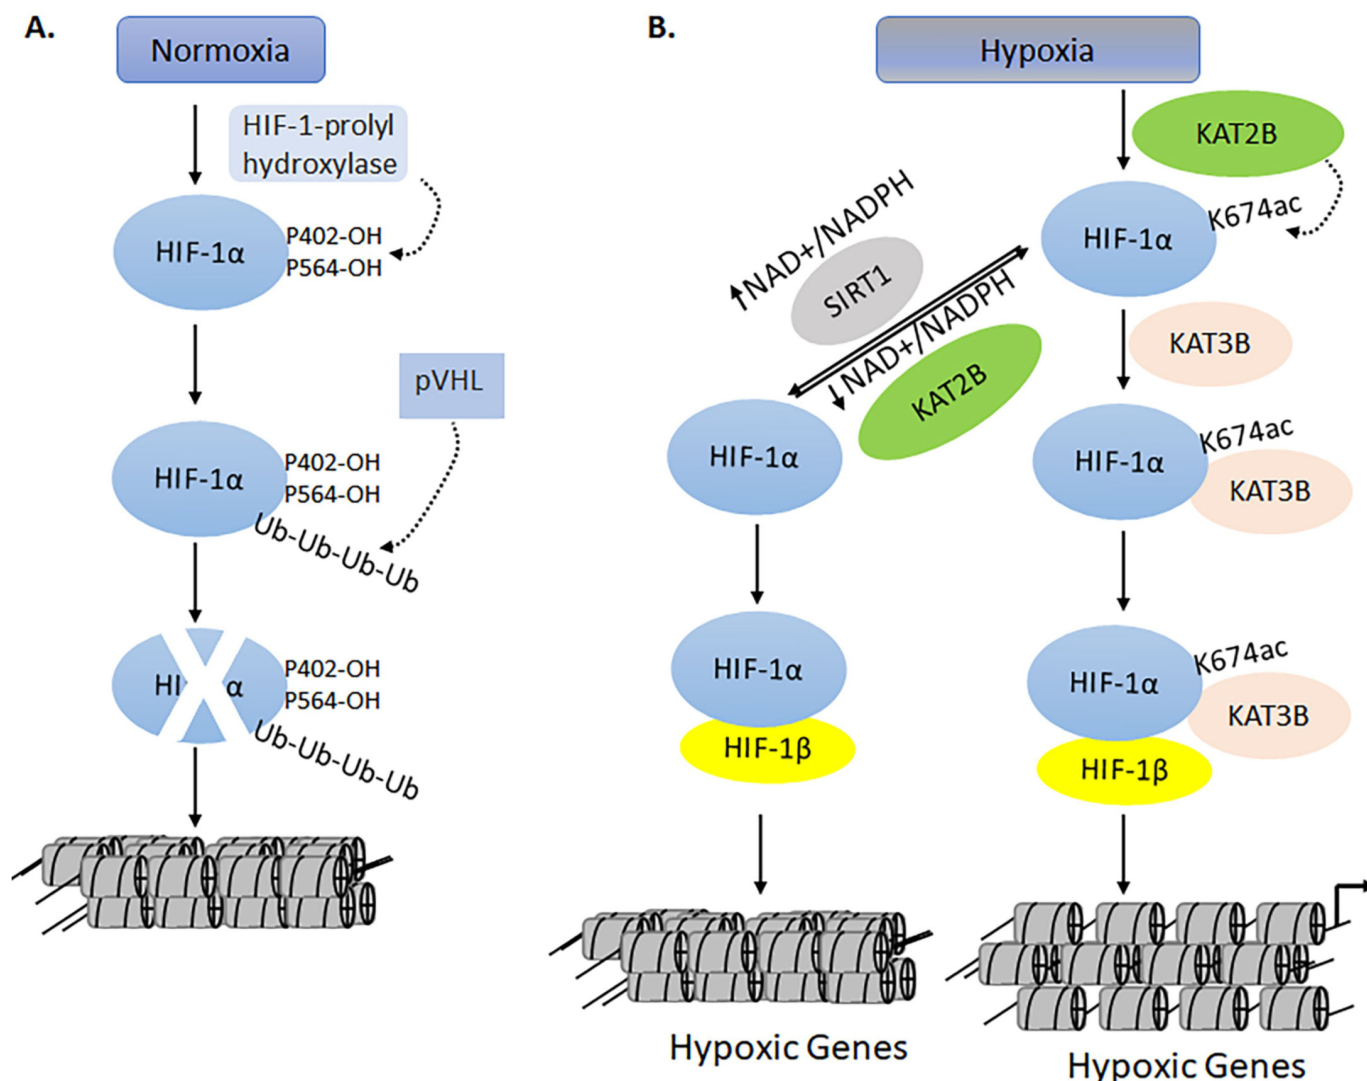 A.
Normoxia
HIF-1-prolyl
hydroxylase
HIF-1α
P402-OH
P564-OH
pVHL
HIF-1α
P402-OH
P564-OH
Ub-Ub-Ub-Ub
P402-OH
P564-OH
Ub-Ub-Ub-Ub
B.
Hypoxia
KAT2B
K674ac
HIF-1α
↑NAD+/NADPH
SIRT1
↓NAD+/NADPH
KAT2B
KAT3B
HIF-1α
HIF-1α
K674ac
KAT3B
HIF-1α
HIF-1β
HIF-1α
K674ac
KAT3B
HIF-1β
Hypoxic Genes
Hypoxic Genes